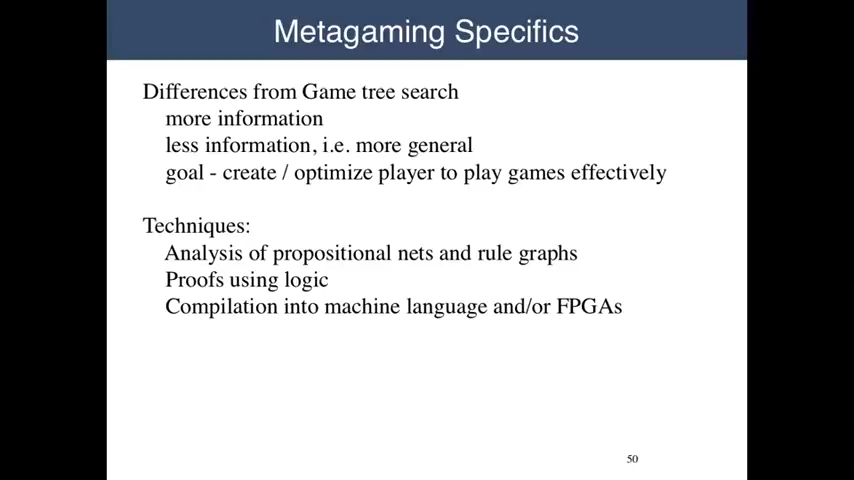 Metagaming Specifics
Differences from Game tree search
more information
less information, i.e. more general
goal - create / optimize player to play games effectively
Techniques:
Analysis of propositional nets and rule graphs
Proofs using logic
Compilation into machine language and/or FPGAs
50